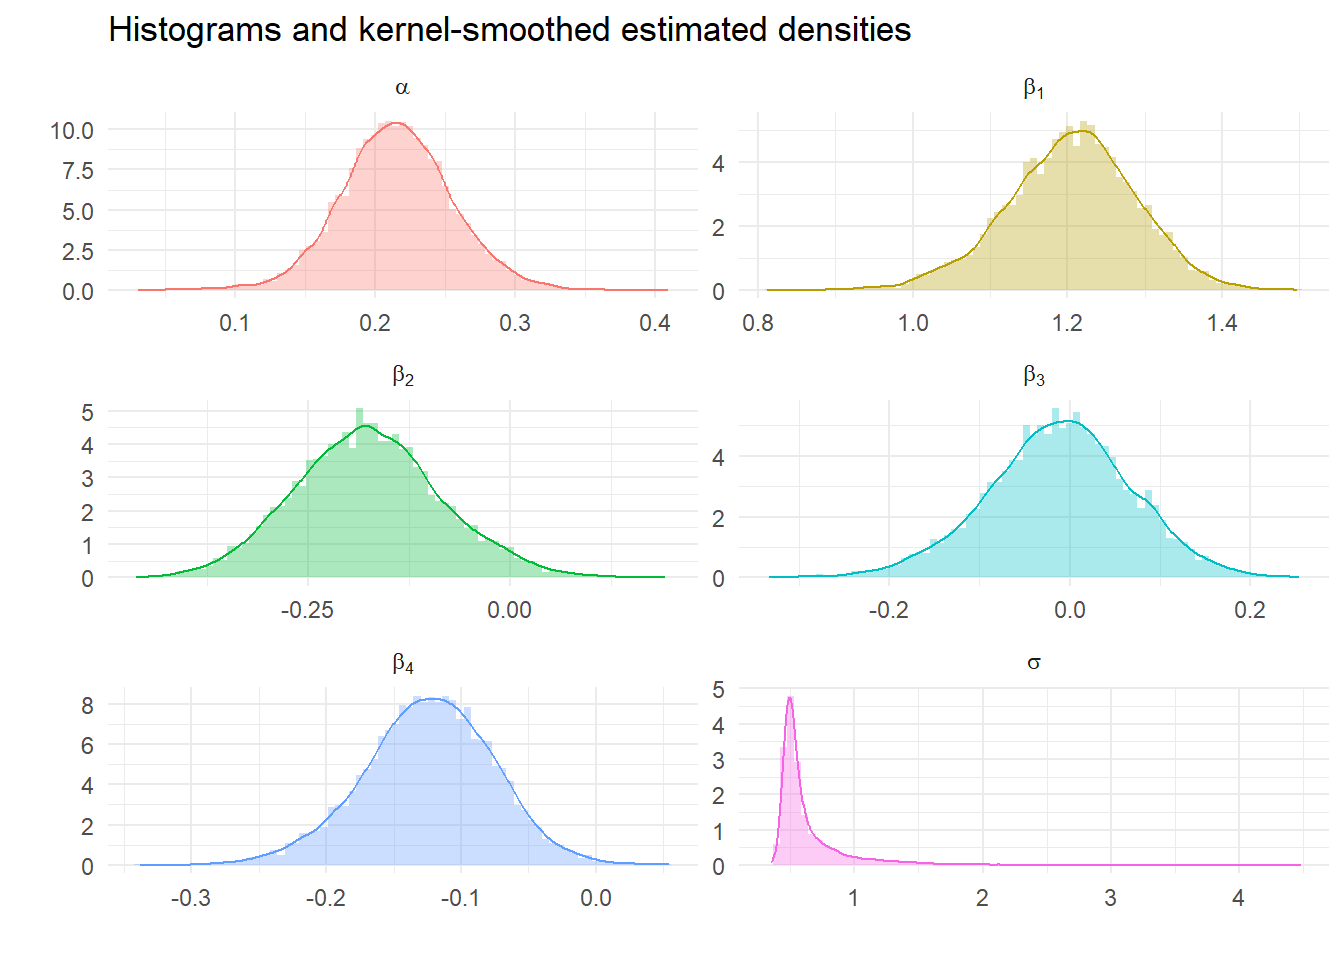 Histograms and kernel-smoothed estimated densities
α
β1
10.0
7.5
5.0
2.5
0.0
4
2
0
0.1 0.2 0.3 0.4
0.8 1.0 1.2 1.4
β2
β3
5
4
3
2
1
0
4
2
0
-0.25 0.00
-0.2 0.0 0.2
β4
σ
8
6
4
2
0
5
4
3
2
1
0
-0.3 -0.2 -0.1 0.0
1 2 3 4